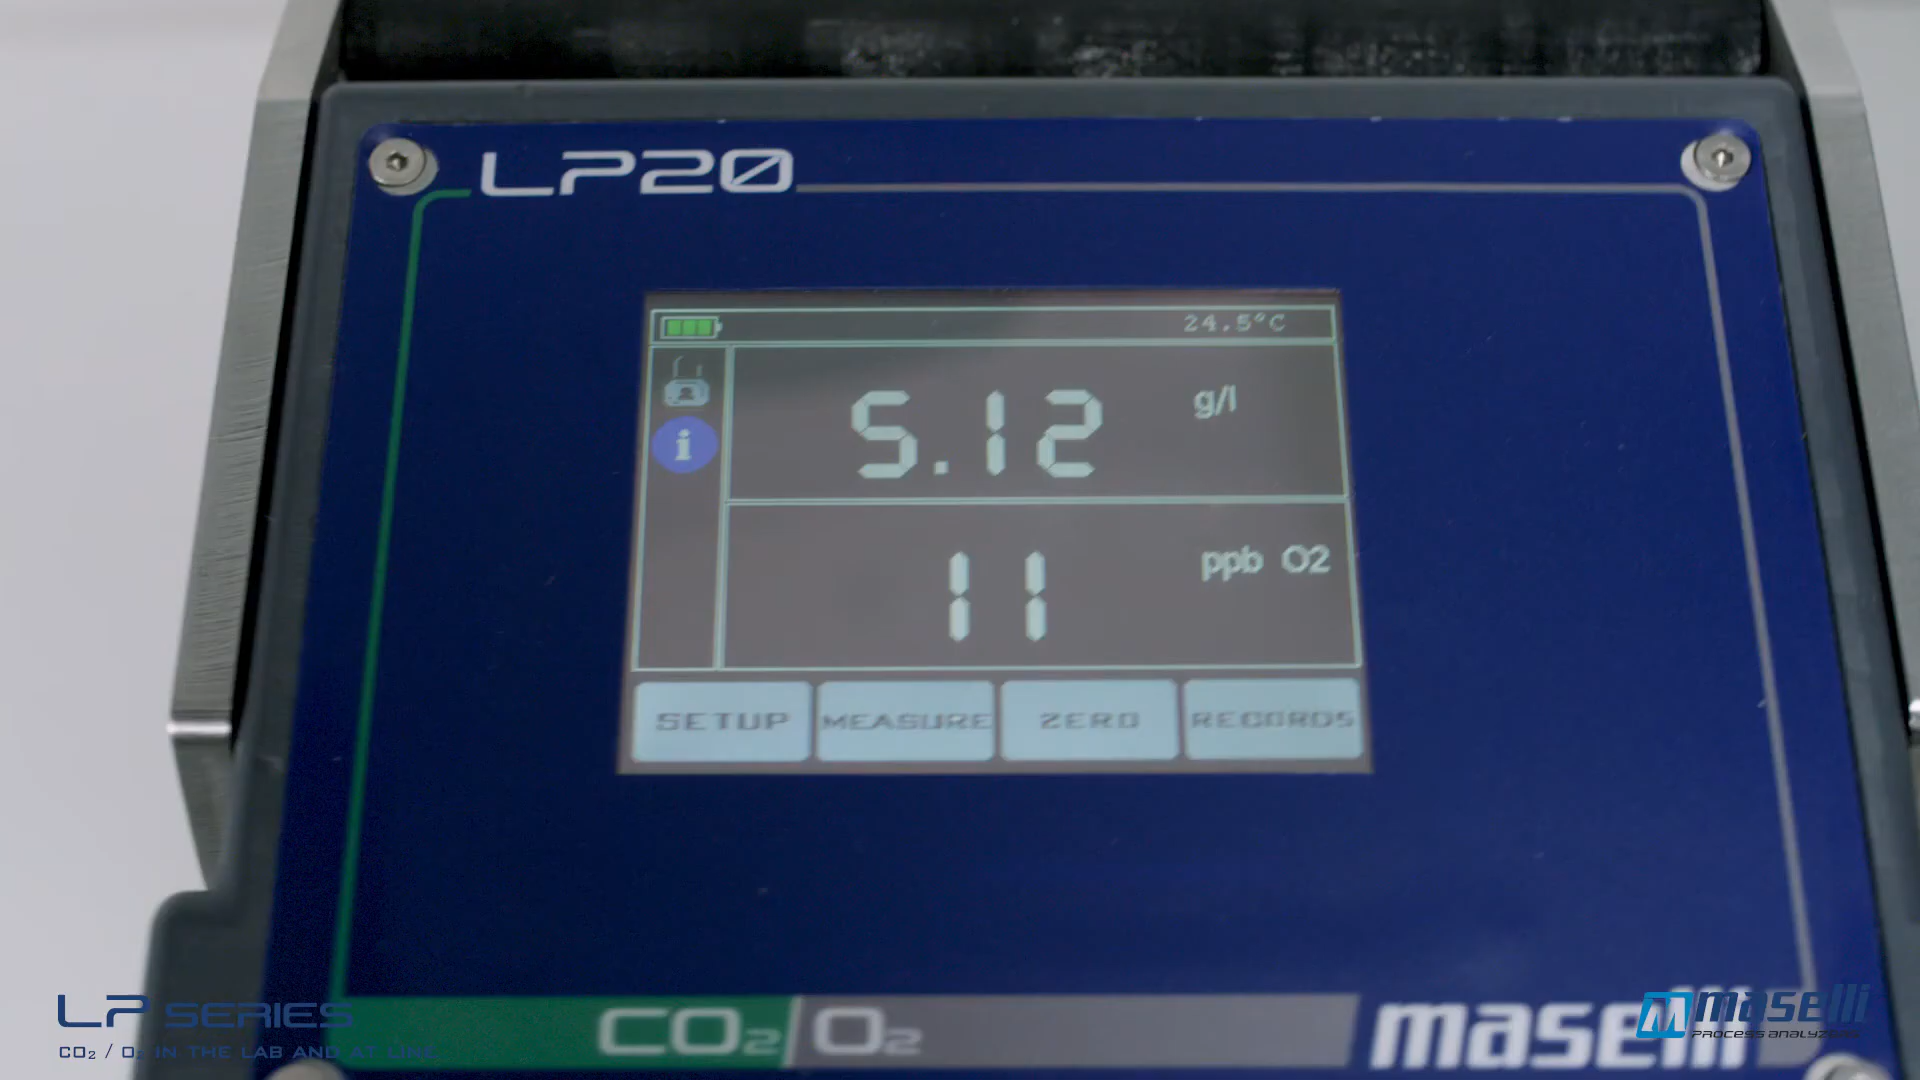 LP20
24.5°C
5.12 g/l
i
11 ppb O2
SETUP MEASURE ZERO RECORDS
CO₂ O₂ maselli
LP SERIES
CO₂ / O₂ IN THE LAB AND AT LINE
maselli
PROCESS ANALYZERS